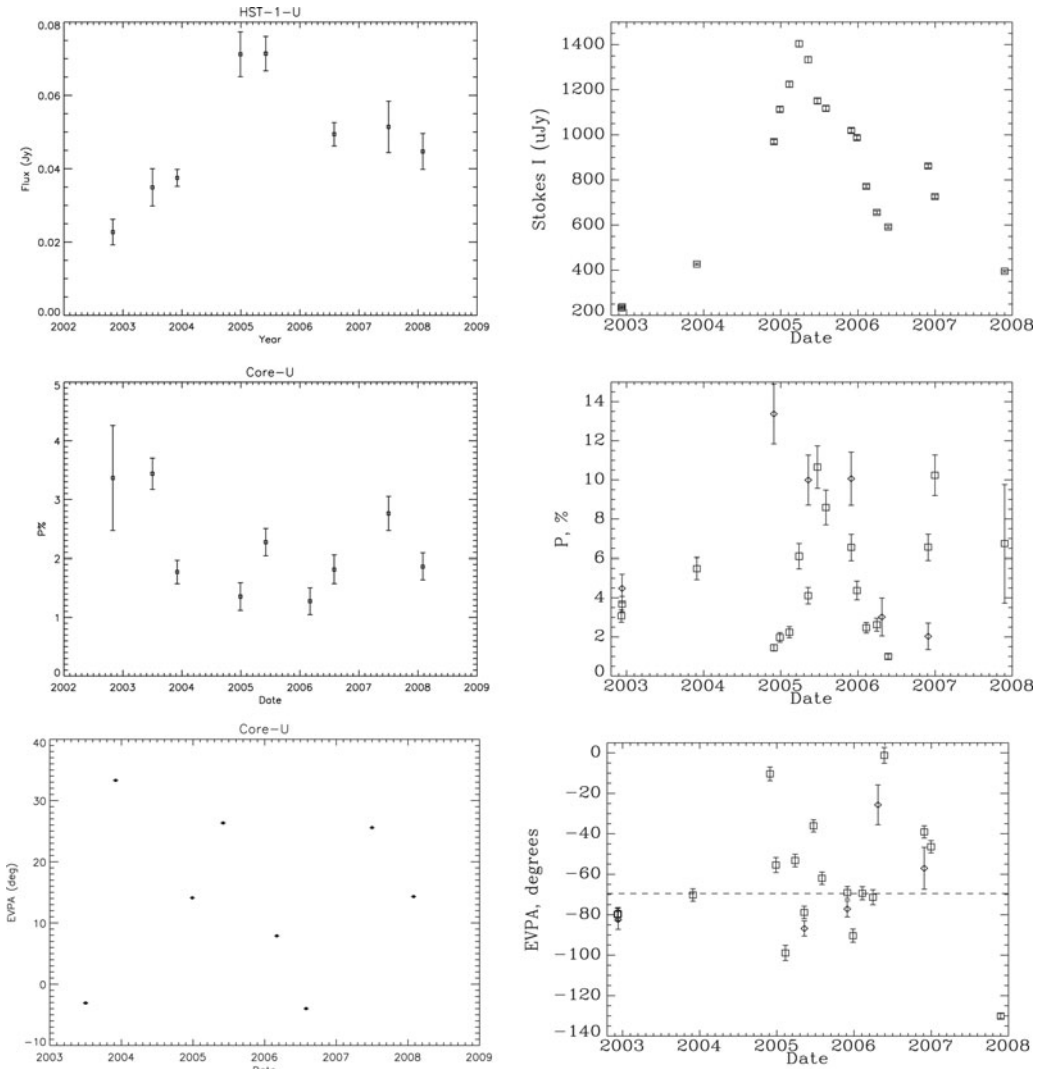 HST-1-U
Flux (Jy)
0.08
0.06
0.04
0.02
0.00
2002 2003 2004 2005 2006 2007 2008 2009
Year
Stokes I (uJy)
1400
1200
1000
800
600
400
200
2003 2004 2005 2006 2007 2008
Date
Core-U
P%
5
4
3
2
1
0
2002 2003 2004 2005 2006 2007 2008 2009
Date
P, %
14
12
10
8
6
4
2
0
2003 2004 2005 2006 2007 2008
Date
Core-U
EVPA (deg)
40
30
20
10
0
-10
2003 2004 2005 2006 2007 2008 2009
Date
EVPA, degrees
0
-20
-40
-60
-80
-100
-120
-140
2003 2004 2005 2006 2007 2008
Date